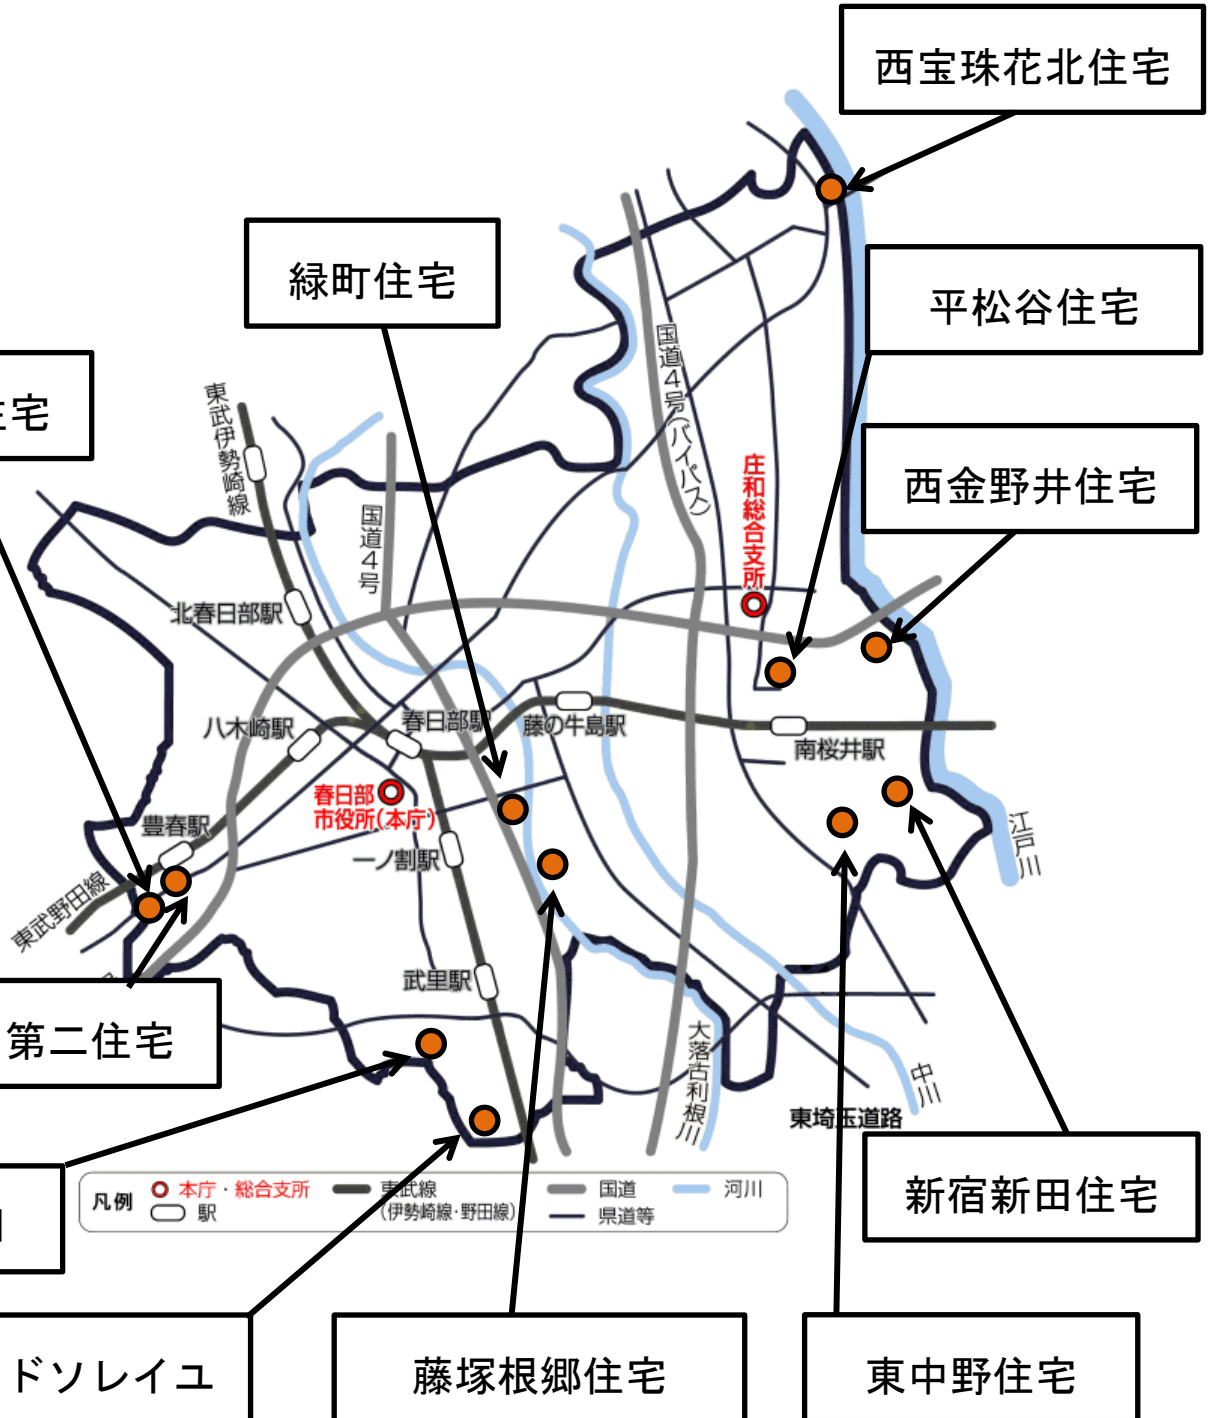 西宝珠花北住宅
緑町住宅
平松谷住宅
国道4号(バイパス)
住宅
東武伊勢崎線
庄和総合支所
西金野井住宅
国道4号
北春日部駅
八木崎駅
春日部駅
藤の牛島駅
南桜井駅
春日部
市役所(本庁)
豊春駅
一ノ割駅
江戸川
東武野田線
武里駅
第二住宅
大落古利根川
中川
東埼玉道路
新宿新田住宅
凡例
本庁・総合支所
駅
東武線
(伊勢崎線・野田線)
国道
県道等
河川
ドソレイユ
藤塚根郷住宅
東中野住宅